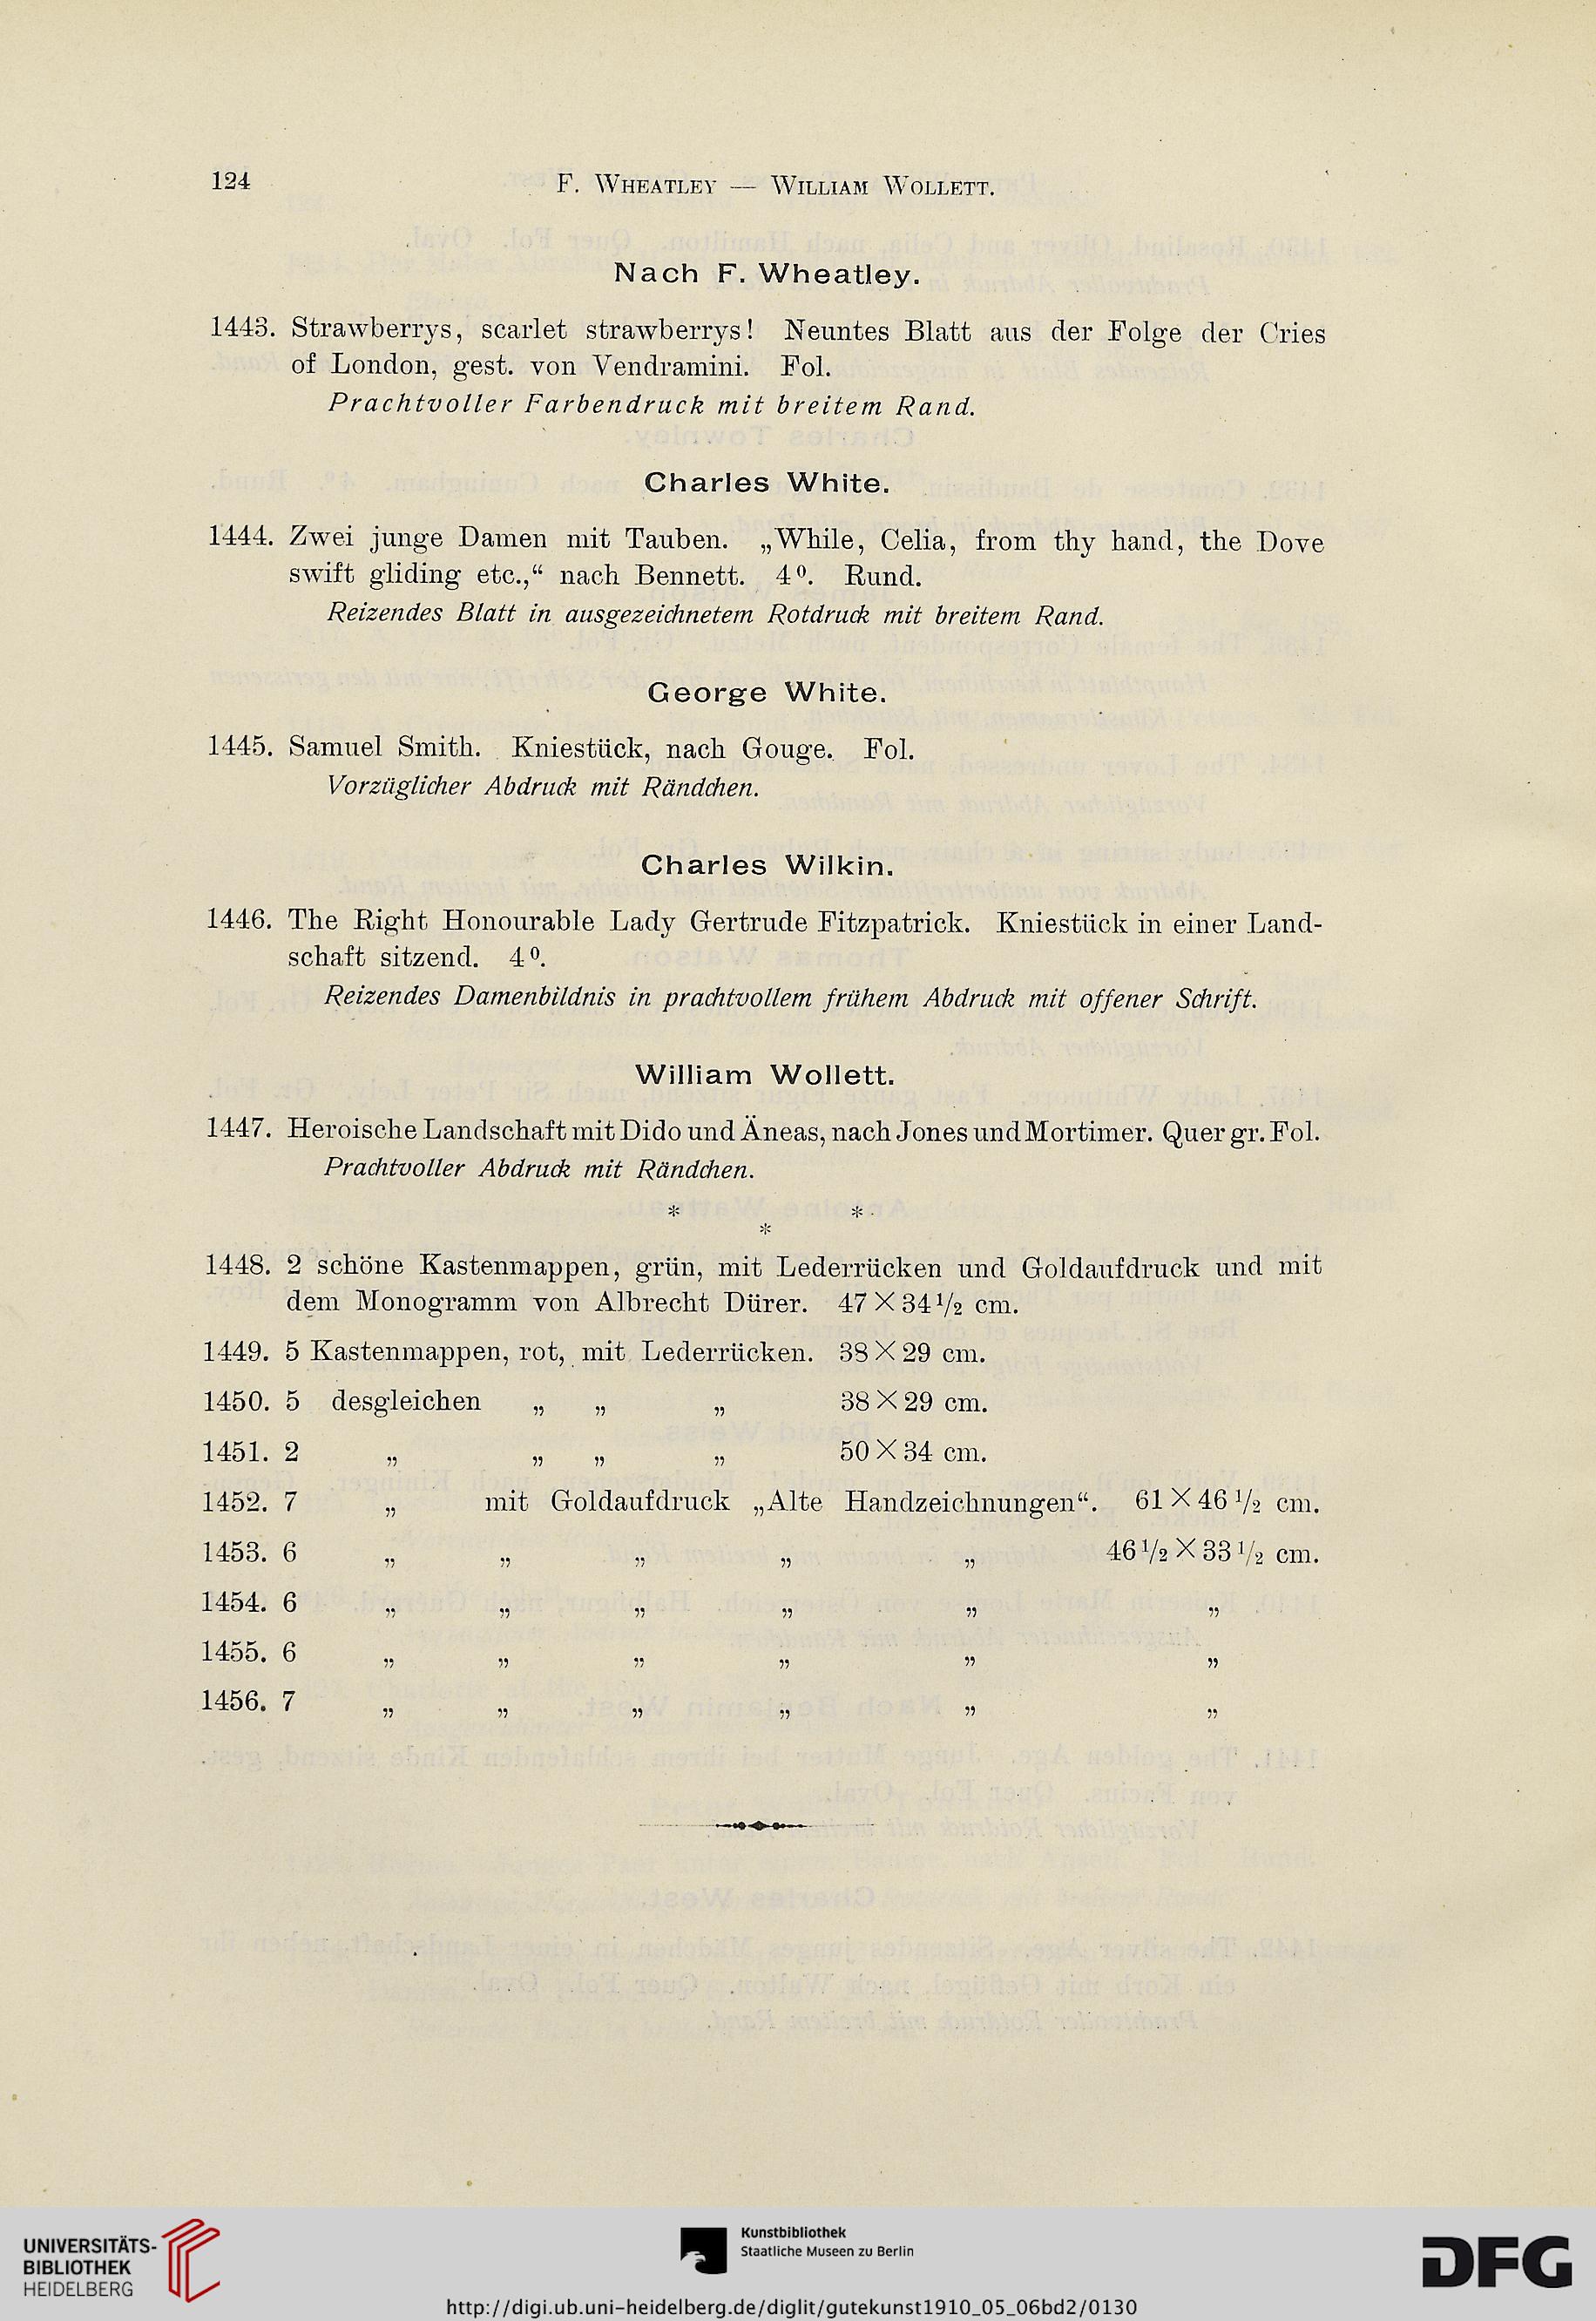 124
F. Wheatley — William Wollett.
Nach F. Wheatley.
1443. Strawberrys, scarlet strawberrys! Neuntes Blatt aus der Folge der Cries
of London, gest. von Vendramini. Fol.
Prachtvoller Farbendruck mit breitem Rand.
Charles White.
1444. Zwei junge Damen mit Tauben. „While, Celia, from thy hand, the Dove
swift gliding etc.,“ nach Bennett. 4⁰. Rund.
Reizendes Blatt in ausgezeichnetem Rotdruck mit breitem Rand.
George White.
1445. Samuel Smith. Kniestück, nach Gouge. Fol.
Vorzüglicher Abdruck mit Rändchen.
Charles Wilkin.
1446. The Right Honourable Lady Gertrude Fitzpatrick. Kniestück in einer Land-
schaft sitzend. 4⁰.
Reizendes Damenbildnis in prachtvollem frühem Abdruck mit offener Schrift.
William Wollett.
1447. Heroische Landschaft mit Dido und Äneas, nach Jones und Mortimer. Quer gr. Fol.
Prachtvoller Abdruck mit Rändchen.
* * *
1448. 2 schöne Kastenmappen, grün, mit Lederrücken und Goldaufdruck und mit
dem Monogramm von Albrecht Dürer. 47 × 34 1/2 cm.
1449. 5 Kastenmappen, rot, mit Lederrücken. 38 × 29 cm.
1450. 5 desgleichen „ „ „ 38 × 29 cm.
1451. 2 „ „ „ „ 50 × 34 cm.
1452. 7 „ mit Goldaufdruck „Alte Handzeichnungen“. 61 × 46 1/2 cm.
1453. 6 „ „ „ „ „ 46 1/2 × 33 1/2 cm.
1454. 6 „ „ „ „ „ „
1455. 6 „ „ „ „ „ „
1456. 7 „ „ „ „ „ „
UNIVERSITÄTS-
BIBLIOTHEK
HEIDELBERG
Kunstbibliothek
Staatliche Museen zu Berlin
DFG
http://digi.ub.uni-heidelberg.de/diglit/gutekunst1910_05_06bd2/0130